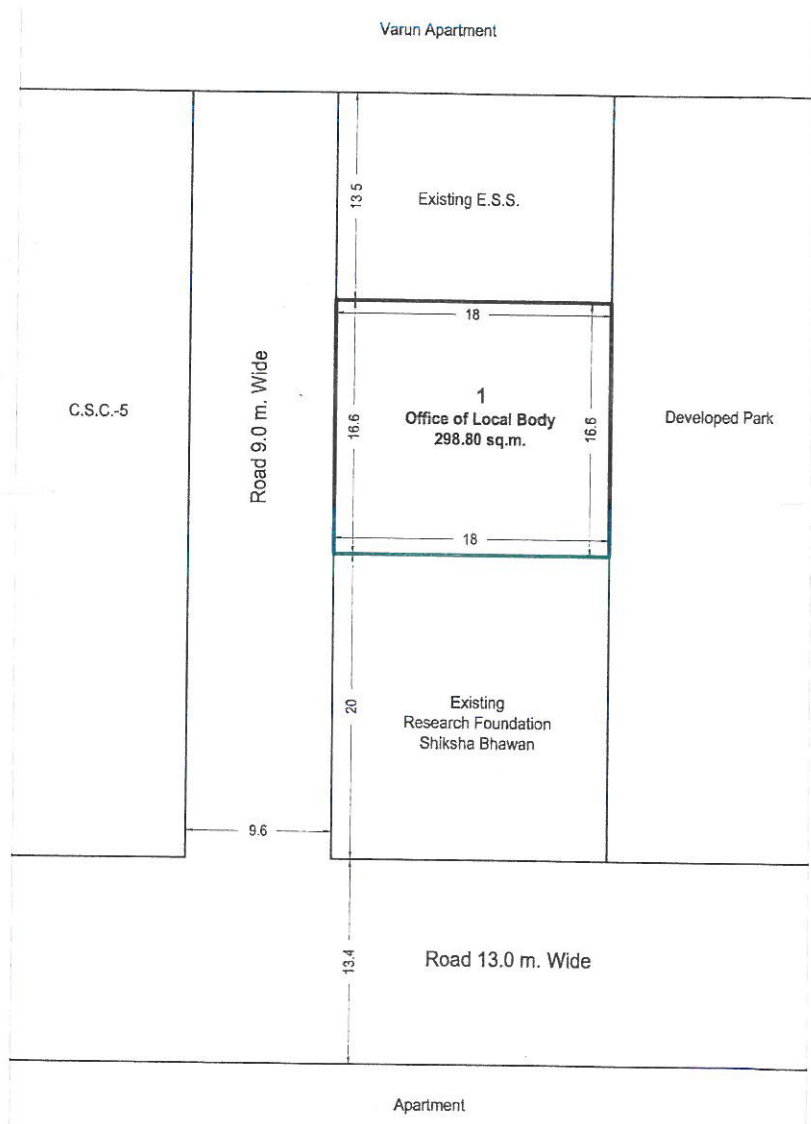 Varun Apartment
13.5
Existing E.S.S.
18
C.S.C.-5
Road 9.0 m. Wide
16.6
1
Office of Local Body
298.80 sq.m.
16.6
Developed Park
18
20
Existing
Research Foundation
Shiksha Bhawan
9.6
13.4
Road 13.0 m. Wide
Apartment